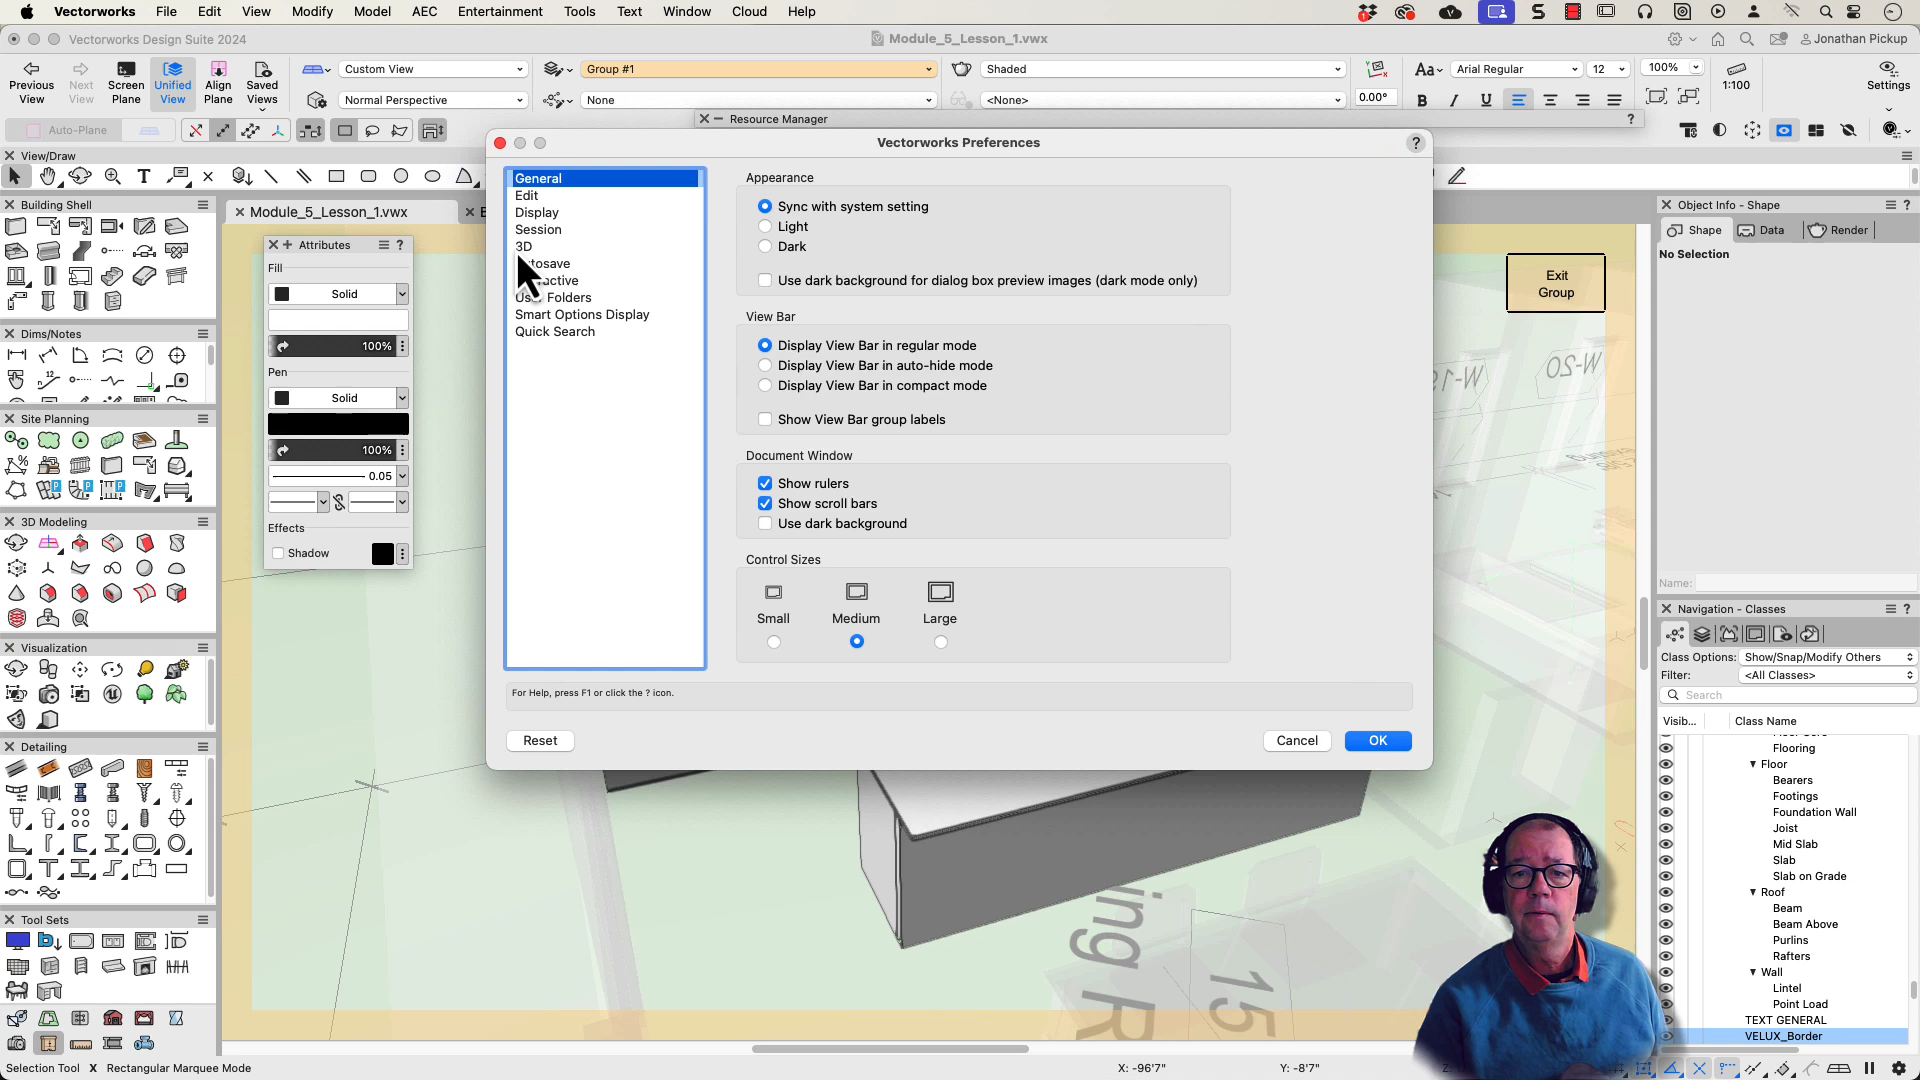 Vectorworks File Edit View Modify Model AEC Entertainment Tools Text Window Cloud Help
Vectorworks Design Suite 2024
Module_5_Lesson_1.vwx
Jonathan Pickup
Previous View
Next View
Screen Plane
Unified View
Align Plane
Saved Views
Custom View
Normal Perspective
Group #1
None
Shaded
<None>
0.00°
Aa
Arial Regular
12
B I U
100%
1:100
Settings
Auto-Plane
Resource Manager
?
View/Draw
Building Shell
Dims/Notes
Site Planning
3D Modeling
Visualization
Detailing
Tool Sets
Module_5_Lesson_1.vwx
Attributes
?
Fill
Solid
100%
Pen
Solid
100%
0.05
Effects
Shadow
Vectorworks Preferences
?
General
Edit
Display
Session
3D
tosave
active
Folders
Smart Options Display
Quick Search
Appearance
Sync with system setting
Light
Dark
Use dark background for dialog box preview images (dark mode only)
View Bar
Display View Bar in regular mode
Display View Bar in auto-hide mode
Display View Bar in compact mode
Show View Bar group labels
Document Window
Show rulers
Show scroll bars
Use dark background
Control Sizes
Small
Medium
Large
For Help, press F1 or click the ? icon.
Reset
Cancel
OK
Exit
Group
W-20
W-19
ing R
15
Object Info - Shape
?
Shape
Data
Render
No Selection
Name:
Navigation - Classes
?
Class Options: Show/Snap/Modify Others
Filter: <All Classes>
Search
Visib...
Class Name
Flooring
Floor
Bearers
Footings
Foundation Wall
Joist
Mid Slab
Slab
Slab on Grade
Roof
Beam
Beam Above
Purlins
Rafters
Wall
Lintel
Point Load
TEXT GENERAL
VELUX_Border
Selection Tool X Rectangular Marquee Mode
X: -96'7"
Y: -8'7"